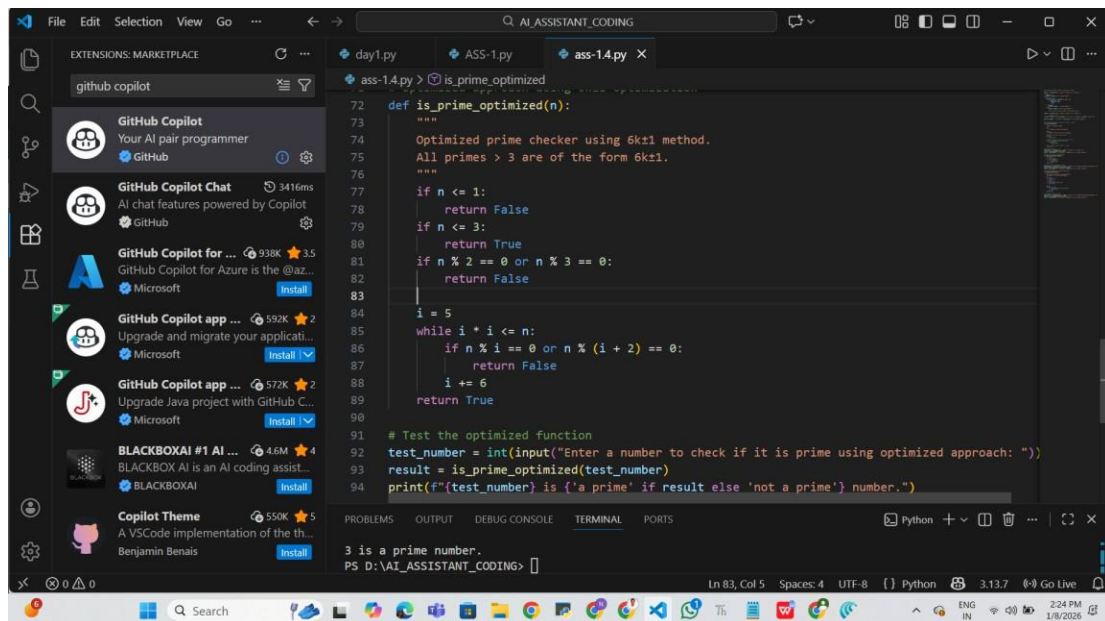 File Edit Selection View Go ··· AI_ASSISTANT_CODING
EXTENSIONS: MARKETPLACE
github copilot
GitHub Copilot
Your AI pair programmer
GitHub
GitHub Copilot Chat 3416ms
AI chat features powered by Copilot
GitHub
GitHub Copilot for ... 938K 3.5
GitHub Copilot for Azure is the @az...
Microsoft Install
GitHub Copilot app ... 592K 2
Upgrade and migrate your applicati...
Microsoft Install
GitHub Copilot app ... 572K 2
Upgrade Java project with GitHub C...
Microsoft Install
BLACKBOXAI #1 AI ... 4.6M 4
BLACKBOX AI is an AI coding assist...
BLACKBOXAI Install
Copilot Theme 550K 5
A VSCode implementation of the th...
Benjamin Benais Install
day1.py ASS-1.py ass-1.4.py
ass-1.4.py > is_prime_optimized
72 def is_prime_optimized(n):
73 """
74 Optimized prime checker using 6k±1 method.
75 All primes > 3 are of the form 6k±1.
76 """
77 if n <= 1:
78 return False
79 if n <= 3:
80 return True
81 if n % 2 == 0 or n % 3 == 0:
82 return False
83
84 i = 5
85 while i * i <= n:
86 if n % i == 0 or n % (i + 2) == 0:
87 return False
88 i += 6
89 return True
90
91 # Test the optimized function
92 test_number = int(input("Enter a number to check if it is prime using optimized approach: "))
93 result = is_prime_optimized(test_number)
94 print(f"{test_number} is {'a prime' if result else 'not a prime'} number.")
PROBLEMS OUTPUT DEBUG CONSOLE TERMINAL PORTS Python
3 is a prime number.
PS D:\AI_ASSISTANT_CODING>
0 0 Ln 83, Col 5 Spaces: 4 UTF-8 {} Python 3.13.7 Go Live
Search ENG 2:24 PM
IN 1/8/2026